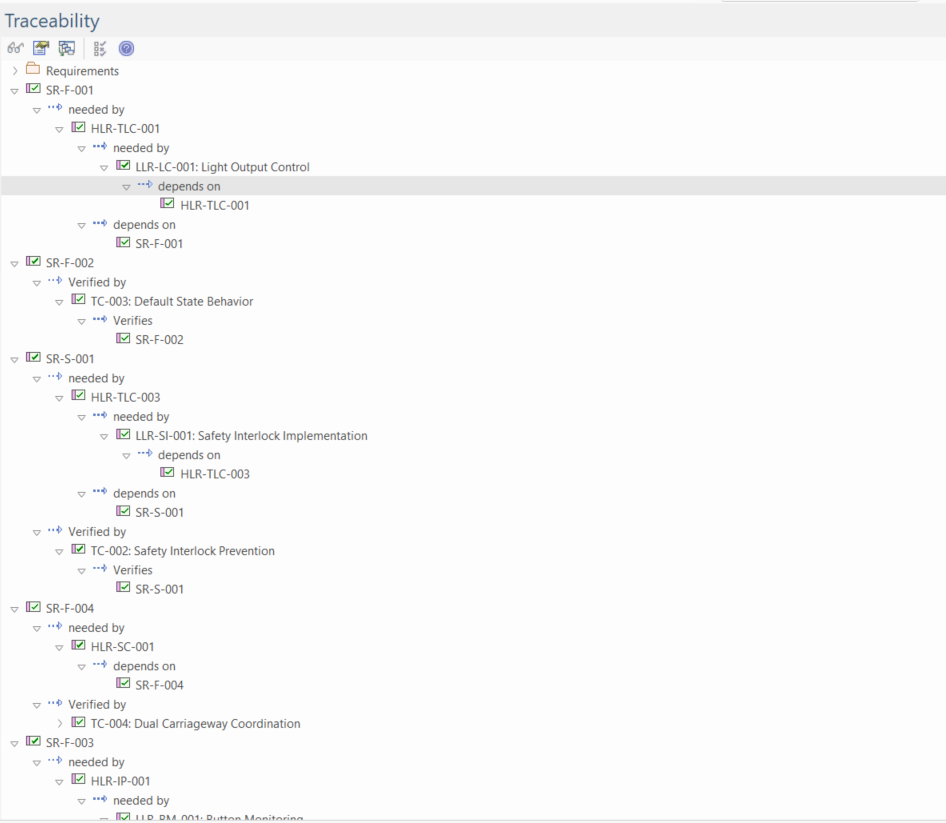 Traceability
Requirements
SR-F-001
needed by
HLR-TLC-001
needed by
LLR-LC-001: Light Output Control
depends on
HLR-TLC-001
depends on
SR-F-001
SR-F-002
Verified by
TC-003: Default State Behavior
Verifies
SR-F-002
SR-S-001
needed by
HLR-TLC-003
needed by
LLR-SI-001: Safety Interlock Implementation
depends on
HLR-TLC-003
depends on
SR-S-001
Verified by
TC-002: Safety Interlock Prevention
Verifies
SR-S-001
SR-F-004
needed by
HLR-SC-001
depends on
SR-F-004
Verified by
TC-004: Dual Carriageway Coordination
SR-F-003
needed by
HLR-IP-001
needed by
LLR-BM-001: Button Monitoring